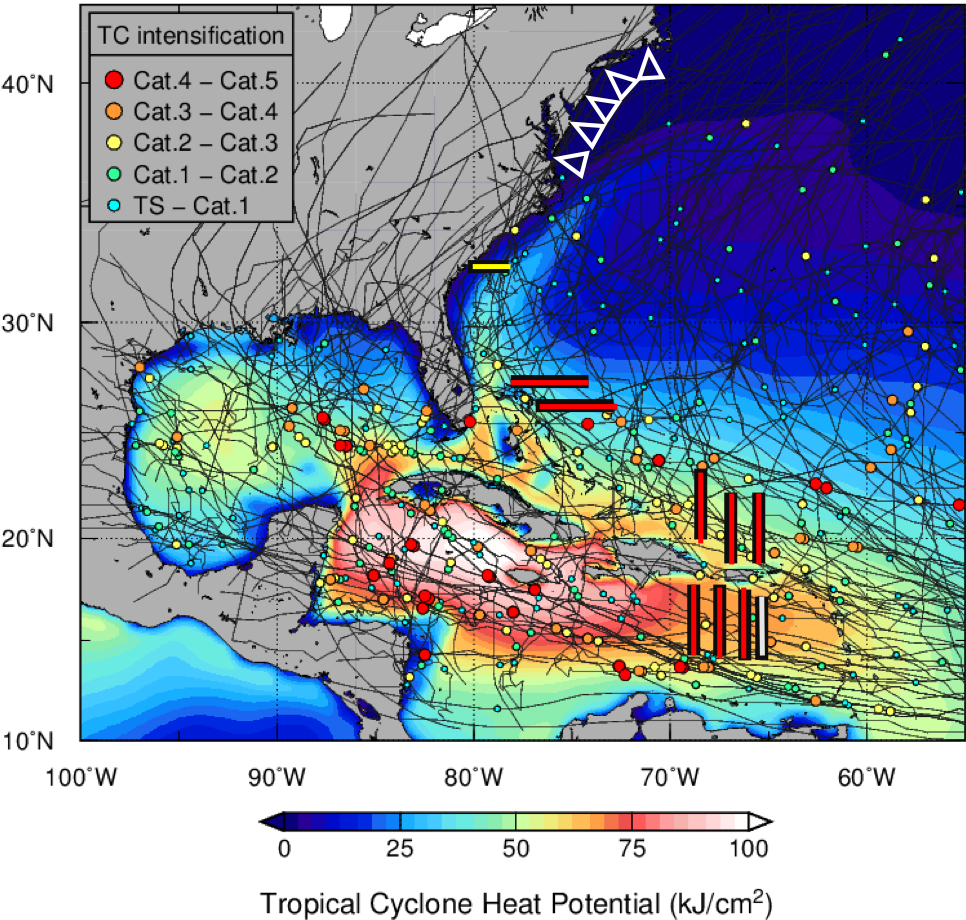 TC intensification
Cat.4 – Cat.5
Cat.3 – Cat.4
Cat.2 – Cat.3
Cat.1 – Cat.2
TS – Cat.1
40°N
30°N
20°N
10°N
100°W 90°W 80°W 70°W 60°W
0 25 50 75 100
Tropical Cyclone Heat Potential (kJ/cm²)